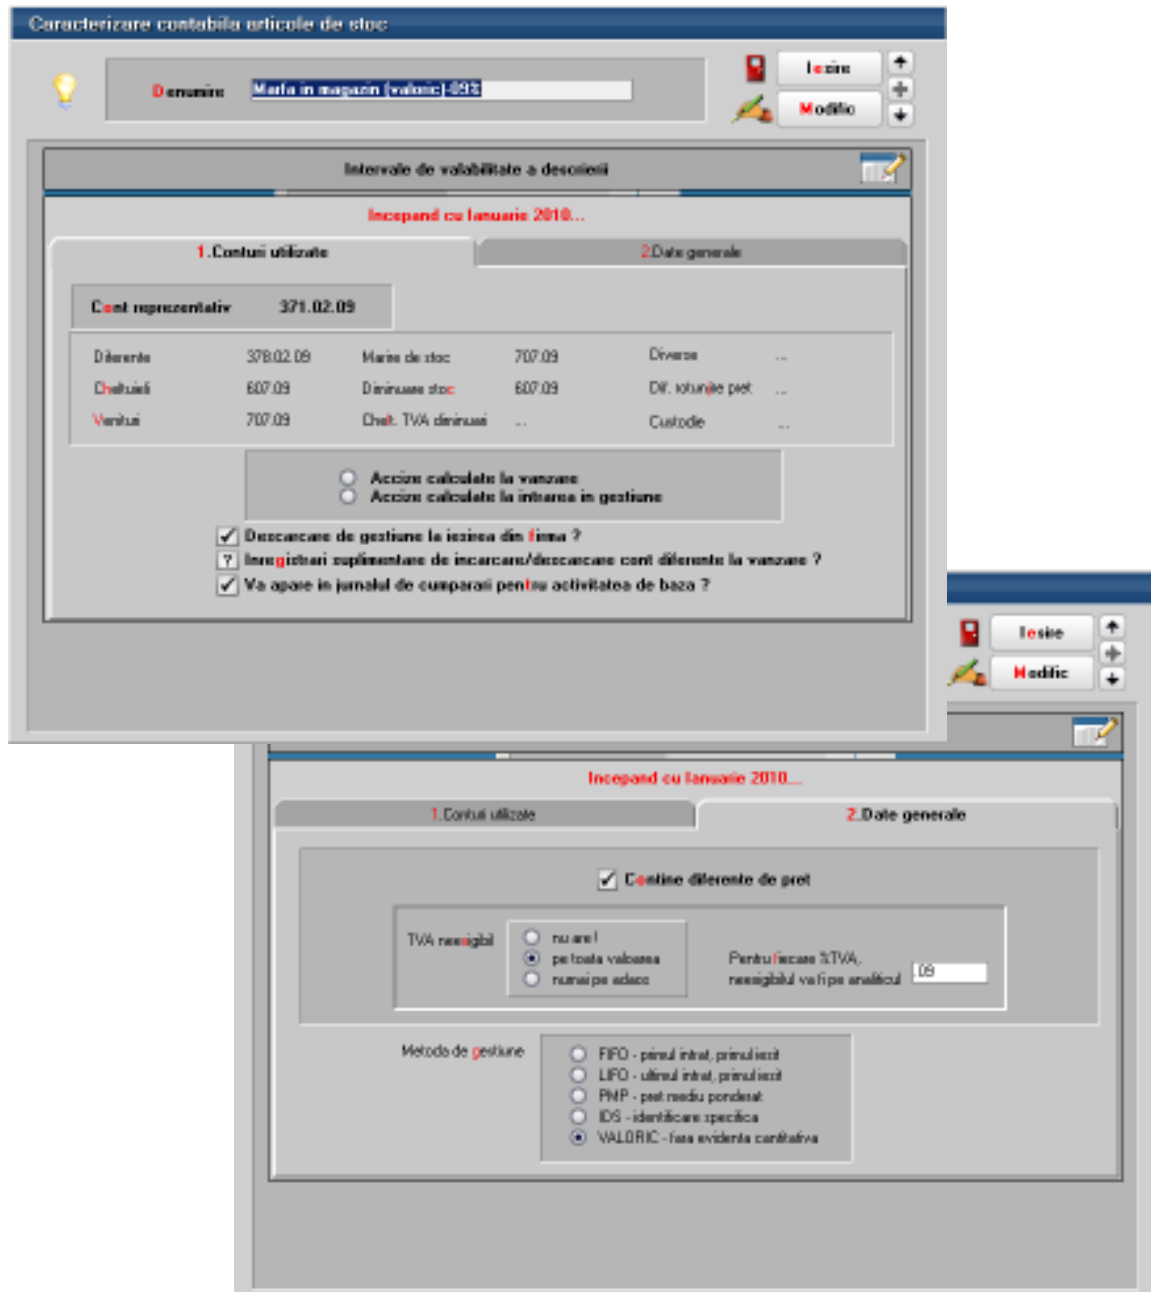 Caracterizare contabila articole de stoc
Denumire Marfa in magazin (valoric)-09%
Iesire
Modific
Intervale de valabilitate a descrierii
Incepand cu Ianuarie 2010...
1.Conturi utilizate 2.Date generale
Cont reprezentativ 371.02.09
Diferente 378.02.09 Marire de stoc 707.09 Diverse ...
Cheltuieli 607.09 Diminuare stoc 607.09 Dif. rotunjire pret ...
Venituri 707.09 Chelt. TVA diminuari ... Custodie ...
Accize calculate la vanzare
Accize calculate la intrarea in gestiune
Descarcare de gestiune la iesirea din firma ?
? Inregistrari suplimentare de incarcare/descarcare cont diferente la vanzare ?
Va apare in jurnalul de cumparari pentru activitatea de baza ?
Iesire
Modific
Incepand cu Ianuarie 2010...
1.Conturi utilizate 2.Date generale
Contine diferente de pret
TVA neexigibil
nu are !
pe toata valoarea
numai pe adaos
Pentru fiecare %TVA,
neexigibilul va fi pe analiticul .09
Metoda de gestiune
FIFO - primul intrat, primul iesit
LIFO - ultimul intrat, primul iesit
PMP - pret mediu ponderat
IDS - identificare specifica
VALORIC - fara evidenta cantitativa